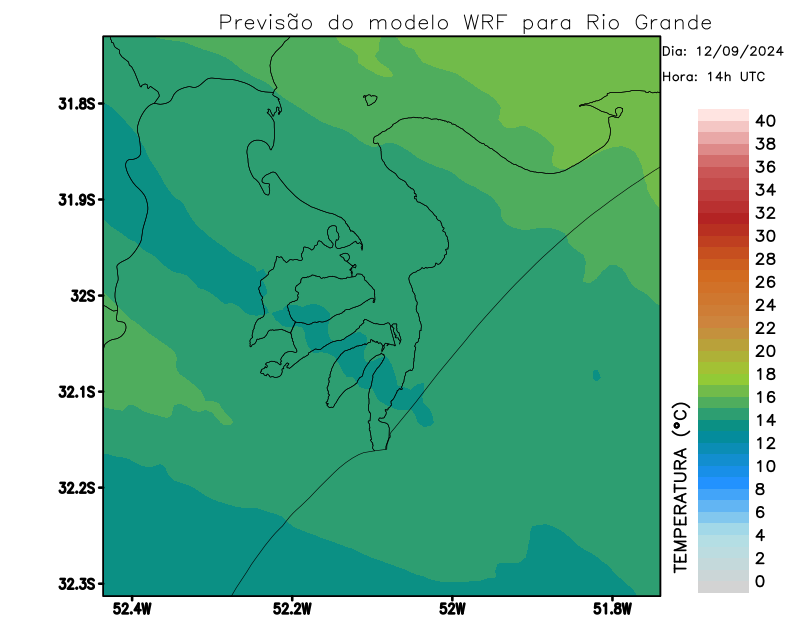 Previsão do modelo WRF para Rio Grande
Dia: 12/09/2024
Hora: 14h UTC
31.8S
31.9S
32S
32.1S
32.2S
32.3S
52.4W
52.2W
52W
51.8W
40
38
36
34
32
30
28
26
24
22
20
18
16
14
12
10
8
6
4
2
0
TEMPERATURA (°C)